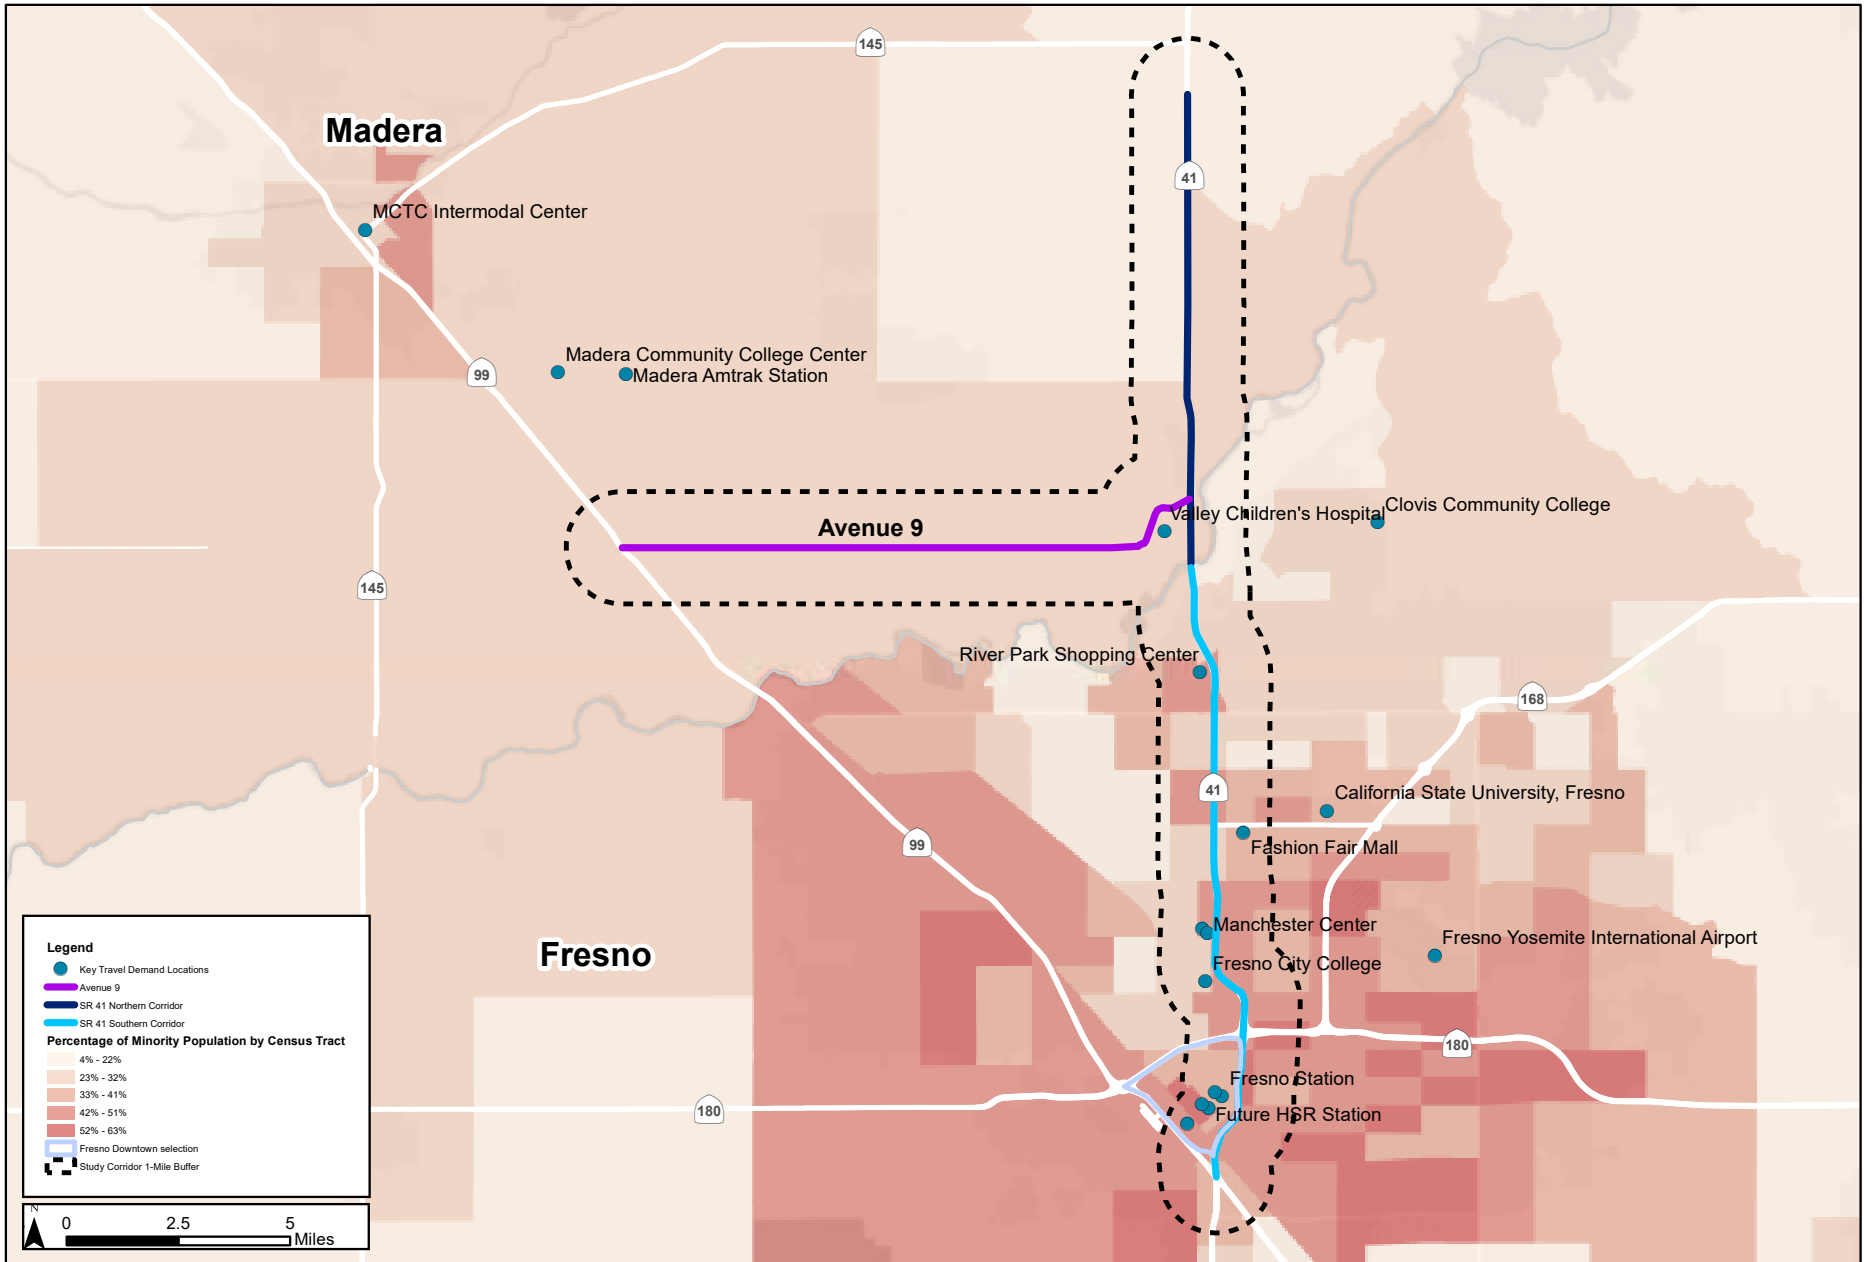 145
Madera
41
MCTC Intermodal Center
Madera Community College Center
99
Madera Amtrak Station
Clovis Community College
Valley Children's Hospital
Avenue 9
145
River Park Shopping Center
168
41
California State University, Fresno
99
Fashion Fair Mall
Manchester Center
Fresno Yosemite International Airport
Fresno
Fresno City College
180
Fresno Station
180
Future HSR Station
Legend
Key Travel Demand Locations
Avenue 9
SR 41 Northern Corridor
SR 41 Southern Corridor
Percentage of Minority Population by Census Tract
4% - 22%
23% - 32%
33% - 41%
42% - 51%
52% - 63%
Fresno Downtown selection
Study Corridor 1-Mile Buffer
N
0 2.5 5
Miles